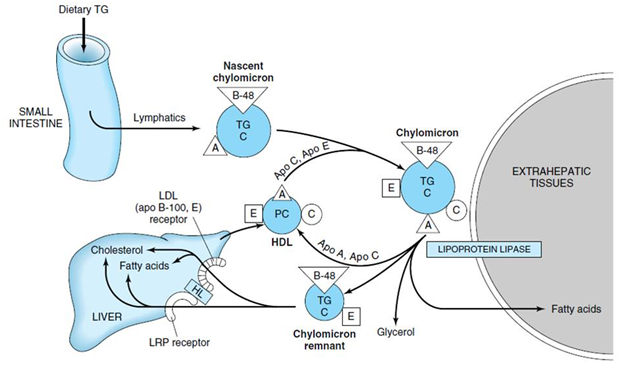 Dietary TG
SMALL
INTESTINE
Lymphatics
Nascent
chylomicron
B-48
TG
C
A
Apo C, Apo E
Chylomicron
B-48
TG
C
E
C
A
EXTRAHEPATIC
TISSUES
LIPOPROTEIN LIPASE
Fatty acids
Glycerol
A
E
PC
C
HDL
Apo A, Apo C
B-48
TG
C
E
Chylomicron
remnant
LDL
(apo B-100, E)
receptor
Cholesterol
Fatty acids
HL
LIVER
LRP receptor